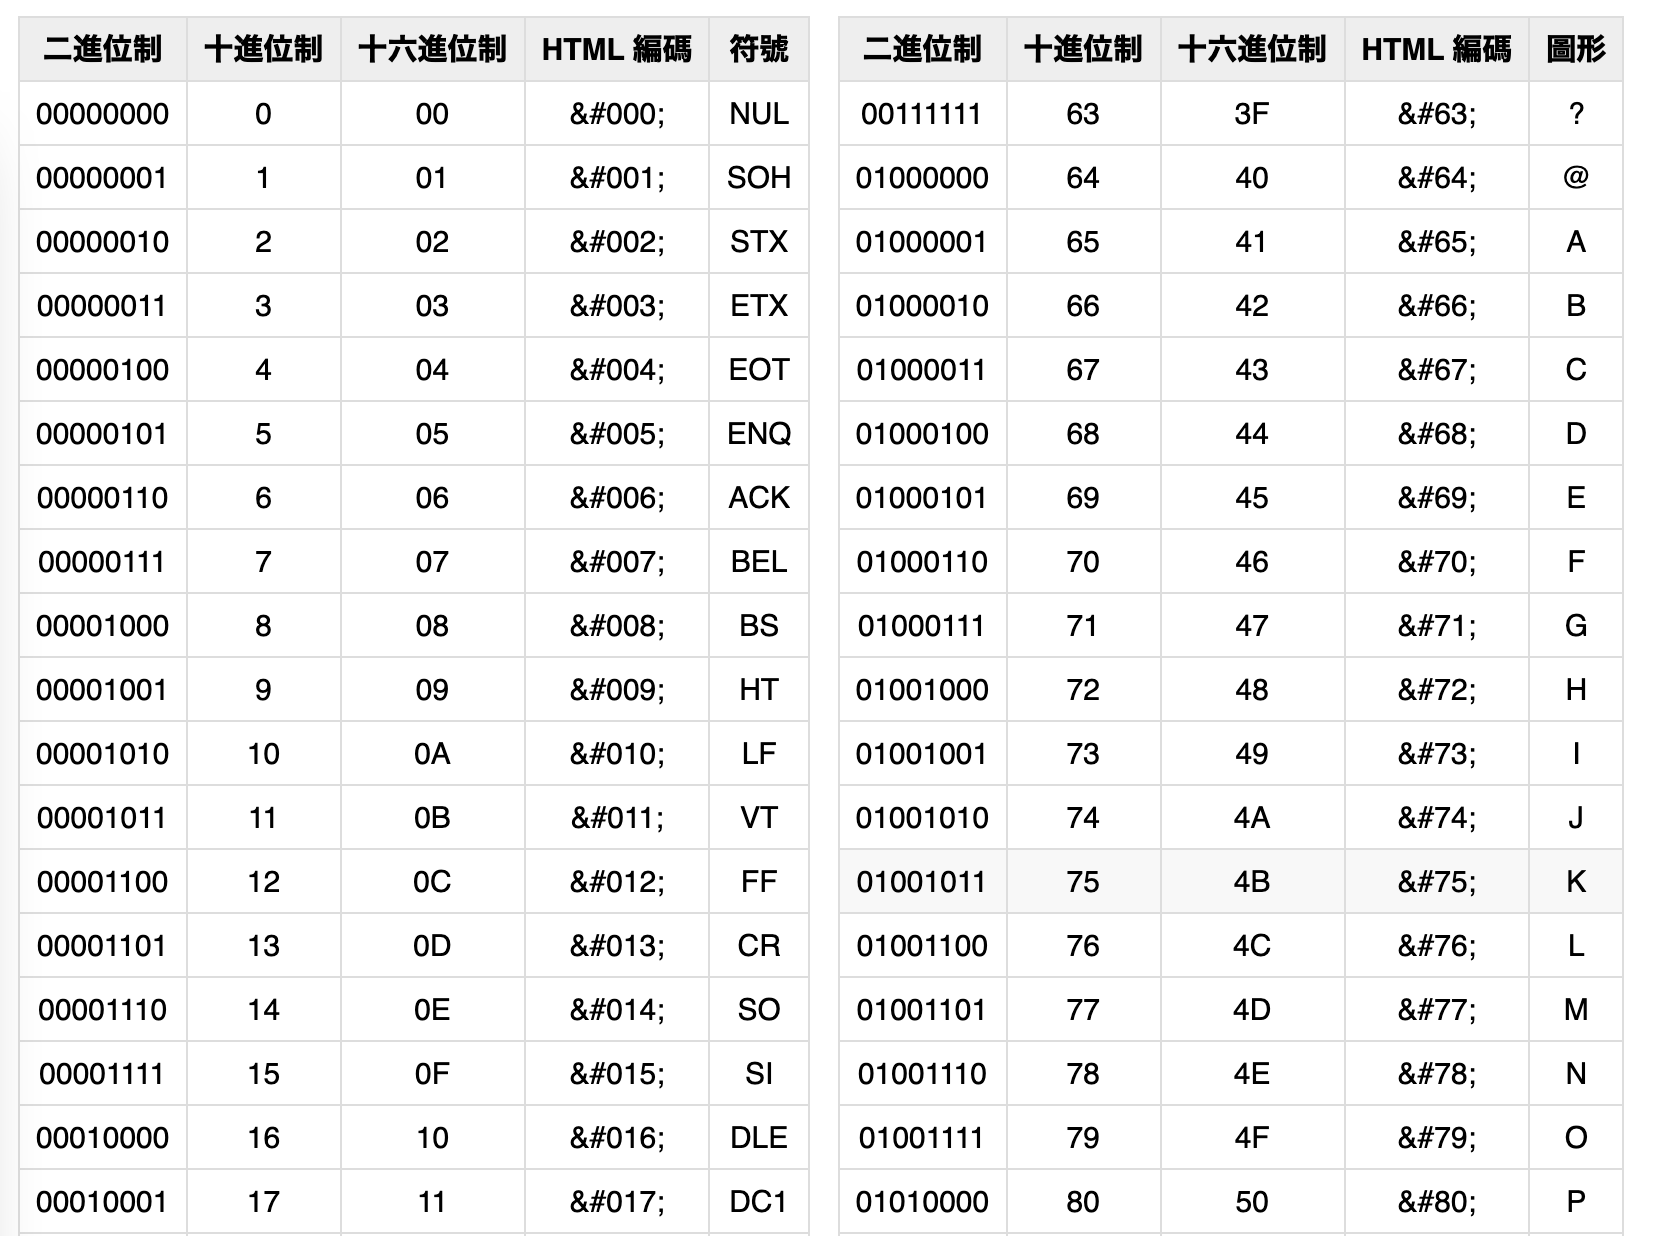 二進位制 十進位制 十六進位制 HTML 編碼 符號
00000000 0 00 &#000; NUL
00000001 1 01 &#001; SOH
00000010 2 02 &#002; STX
00000011 3 03 &#003; ETX
00000100 4 04 &#004; EOT
00000101 5 05 &#005; ENQ
00000110 6 06 &#006; ACK
00000111 7 07 &#007; BEL
00001000 8 08 &#008; BS
00001001 9 09 &#009; HT
00001010 10 0A &#010; LF
00001011 11 0B &#011; VT
00001100 12 0C &#012; FF
00001101 13 0D &#013; CR
00001110 14 0E &#014; SO
00001111 15 0F &#015; SI
00010000 16 10 &#016; DLE
00010001 17 11 &#017; DC1
二進位制 十進位制 十六進位制 HTML 編碼 圖形
00111111 63 3F &#63; ?
01000000 64 40 &#64; @
01000001 65 41 &#65; A
01000010 66 42 &#66; B
01000011 67 43 &#67; C
01000100 68 44 &#68; D
01000101 69 45 &#69; E
01000110 70 46 &#70; F
01000111 71 47 &#71; G
01001000 72 48 &#72; H
01001001 73 49 &#73; I
01001010 74 4A &#74; J
01001011 75 4B &#75; K
01001100 76 4C &#76; L
01001101 77 4D &#77; M
01001110 78 4E &#78; N
01001111 79 4F &#79; O
01010000 80 50 &#80; P